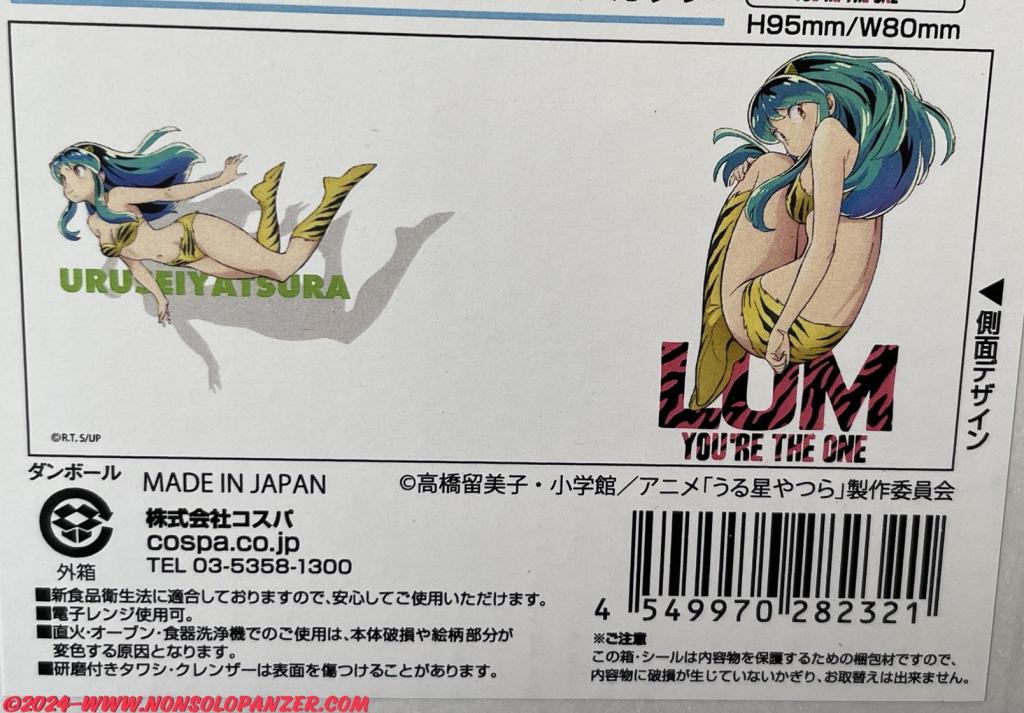 H95mm/W80mm
URUSEIYATSURA
LUM
YOU'RE THE ONE
◀側面デザイン
©R.T. S/UP
ダンボール
外箱
MADE IN JAPAN
©高橋留美子・小学館／アニメ「うる星やつら」製作委員会
株式会社コスパ
cospa.co.jp
TEL 03-5358-1300
■新食品衛生法に適合しておりますので、安心してご使用いただけます。
■電子レンジ使用可。
■直火・オーブン・食器洗浄機でのご使用は、本体破損や絵柄部分が
変色する原因となります。
■研磨付きタワシ・クレンザーは表面を傷つけることがあります。
4 549970 282321
※ご注意
この箱・シールは内容物を保護するための梱包材ですので、
内容物に破損が生じていないかぎり、お取替えは出来ません。
©2024-WWW.NONSOLOPANZER.COM